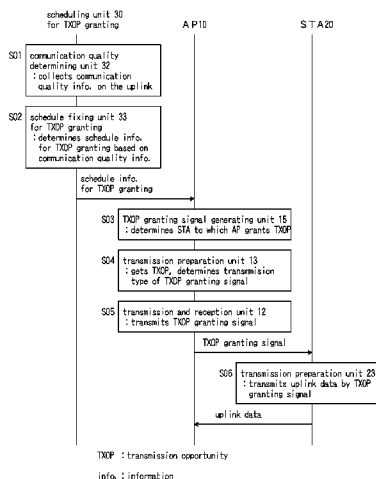 scheduling unit 30
for TXOP granting
AP10
STA20
S01
communication quality
determining unit 32
: collects communication
quality info. on the uplink
S02
schedule fixing unit 33
for TXOP granting
: determines schedule info.
for TXOP granting based on
communication quality info.
schedule info.
for TXOP granting
S03
TXOP granting signal generating unit 15
: determines STA to which AP grants TXOP
S04
transmission preparation unit 13
: gets TXOP, determines transmision
type of TXOP granting signal
S05
transmission and reception unit 12
: transmits TXOP granting signal
TXOP granting signal
S06
transmission preparation unit 23
: transmits uplink data by TXOP
granting signal
uplink data
TXOP : transmission opportunity
info. : information